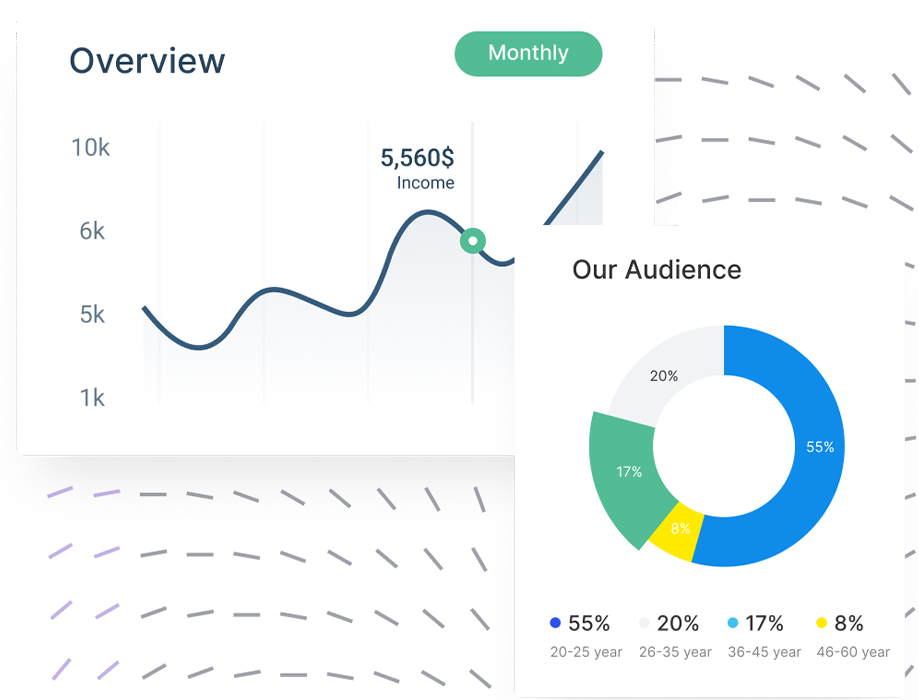 Overview
Monthly
10k
6k
5k
1k
5,560$
Income
Our Audience
20%
55%
17%
8%
55% 20% 17% 8%
20-25 year 26-35 year 36-45 year 46-60 year